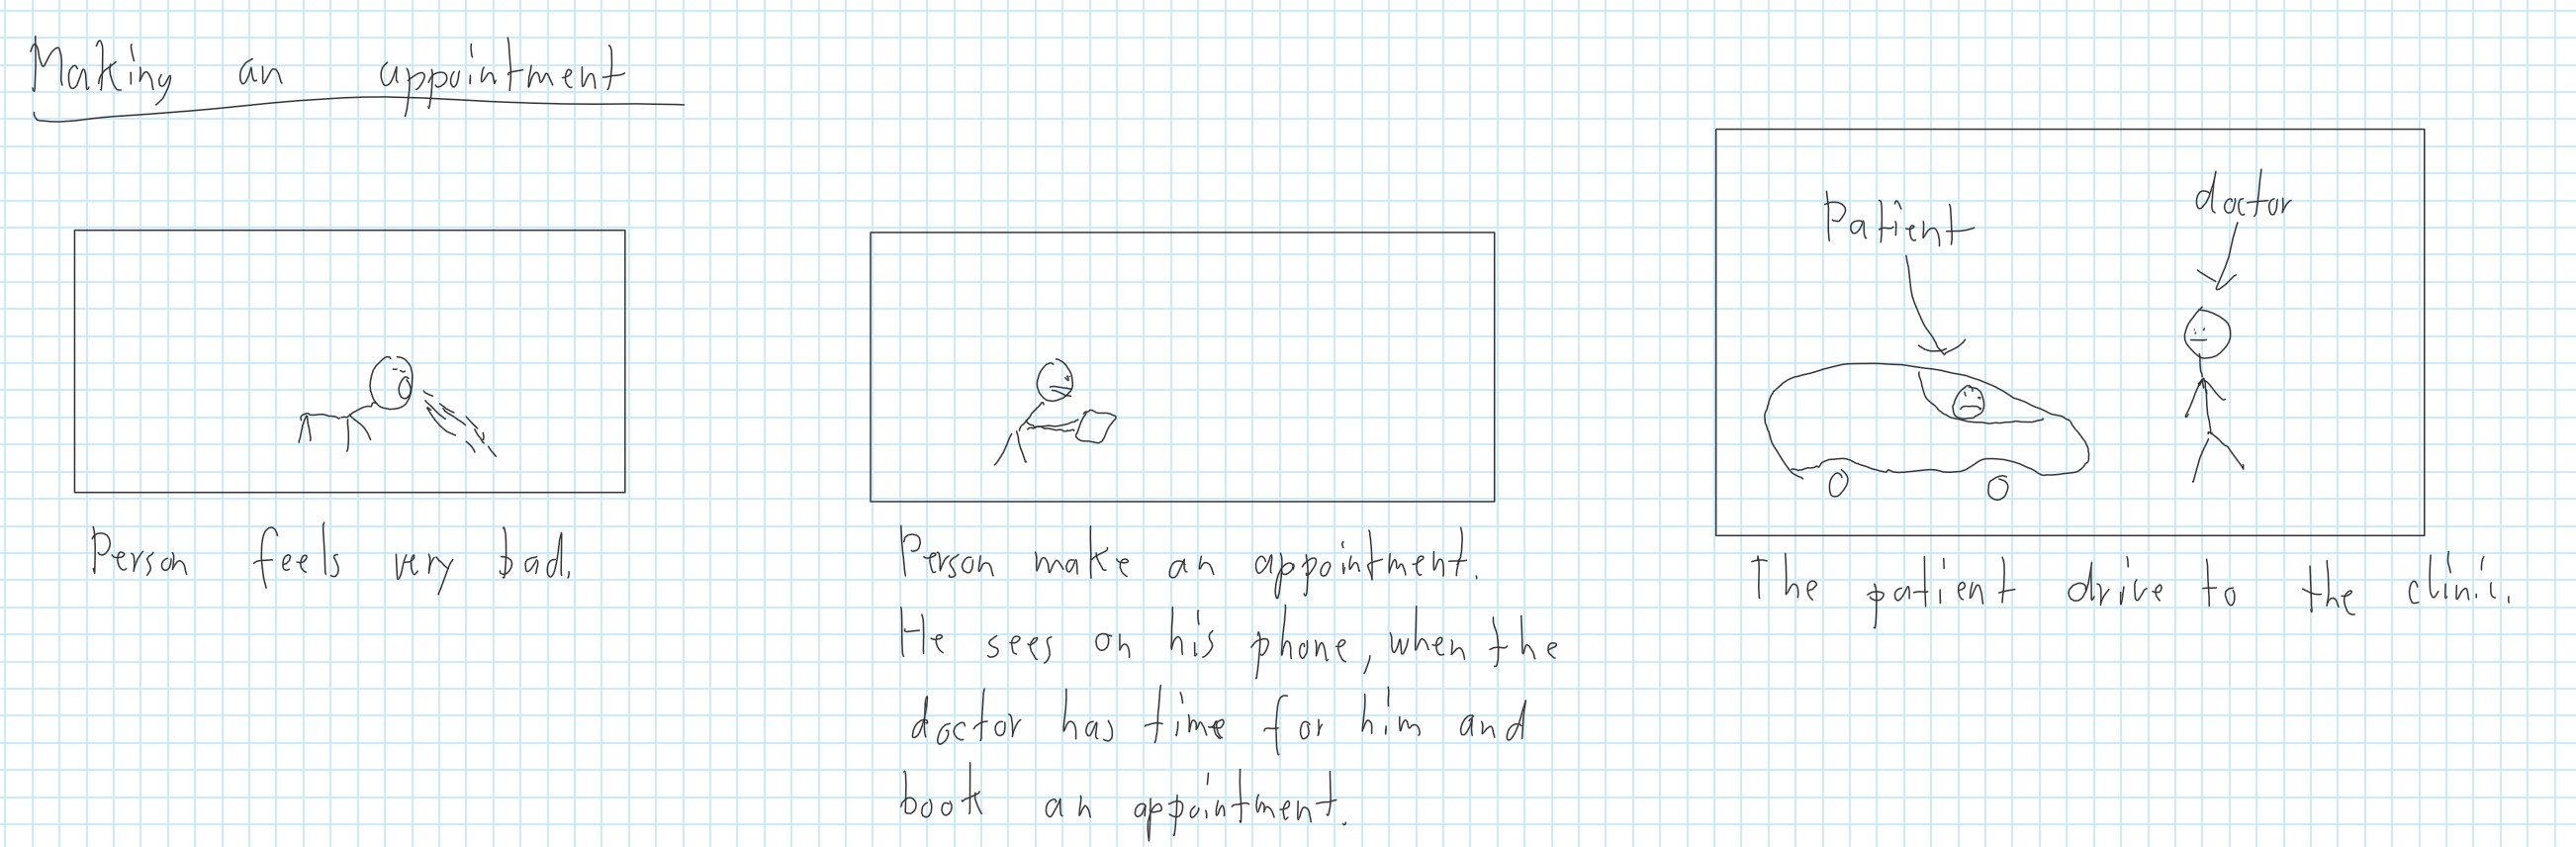 Making an appointment
Person feels very bad.
Person make an appointment.
He sees on his phone, when the
doctor has time for him and
book an appointment.
Patient
doctor
The patient drive to the clinic.